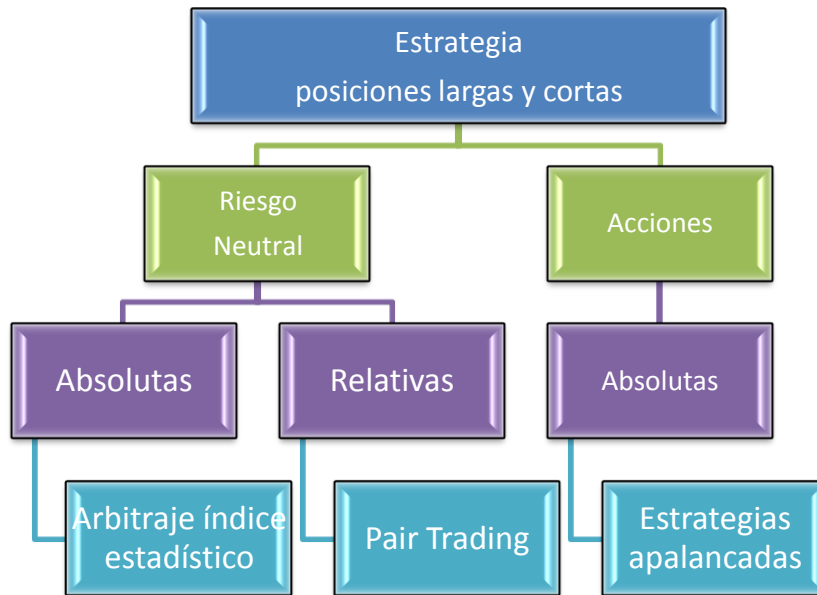 Estrategia
posiciones largas y cortas
Riesgo
Neutral
Acciones
Absolutas
Relativas
Absolutas
Arbitraje índice
estadístico
Pair Trading
Estrategias
apalancadas